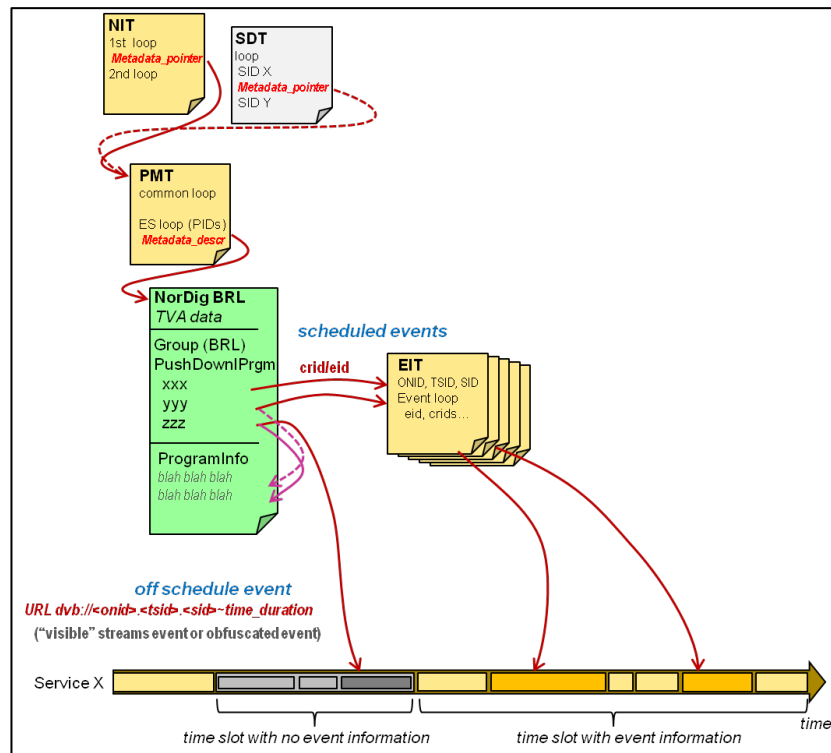 NIT
1st loop
Metadata_pointer
2nd loop
SDT
loop
SID X
Metadata_pointer
SID Y
PMT
common loop
ES loop (PIDs)
Metadata_descr
NorDig BRL
TVA data
Group (BRL)
PushDownlPrgm
xxx
yyy
zzz
ProgramInfo
blah blah blah
blah blah blah
scheduled events
crid/eid
EIT
ONID, TSID, SID
Event loop
eid, crids...
off schedule event
URL dvb://<onid>.<tsid>.<sid>~time_duration
("visible" streams event or obfuscated event)
Service X
time
time slot with no event information
time slot with event information